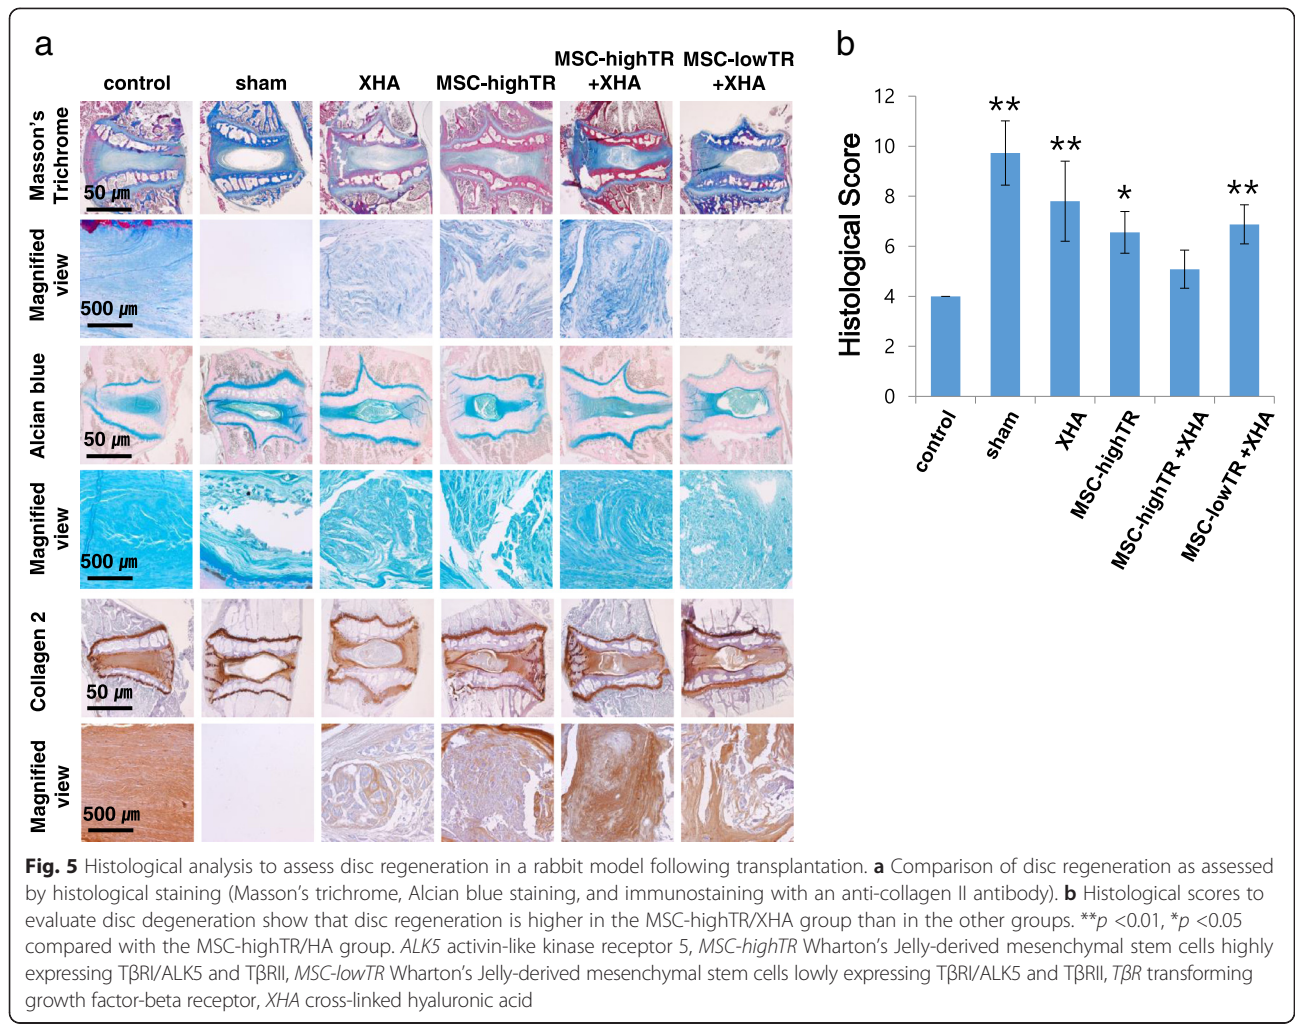 a
control
sham
XHA
MSC-highTR
MSC-highTR
+XHA
MSC-lowTR
+XHA
Masson's
Trichrome
50 µm
Magnified
view
500 µm
Alcian blue
50 µm
Magnified
view
500 µm
Collagen 2
50 µm
Magnified
view
500 µm
b
Histological Score
12
10
8
6
4
2
0
**
**
*
**
control
sham
XHA
MSC-highTR
MSC-highTR +XHA
MSC-lowTR +XHA
Fig. 5 Histological analysis to assess disc regeneration in a rabbit model following transplantation. a Comparison of disc regeneration as assessed
by histological staining (Masson's trichrome, Alcian blue staining, and immunostaining with an anti-collagen II antibody). b Histological scores to
evaluate disc degeneration show that disc regeneration is higher in the MSC-highTR/XHA group than in the other groups. **p <0.01, *p <0.05
compared with the MSC-highTR/HA group. ALK5 activin-like kinase receptor 5, MSC-highTR Wharton's Jelly-derived mesenchymal stem cells highly
expressing TβRI/ALK5 and TβRII, MSC-lowTR Wharton's Jelly-derived mesenchymal stem cells lowly expressing TβRI/ALK5 and TβRII, TβR transforming
growth factor-beta receptor, XHA cross-linked hyaluronic acid